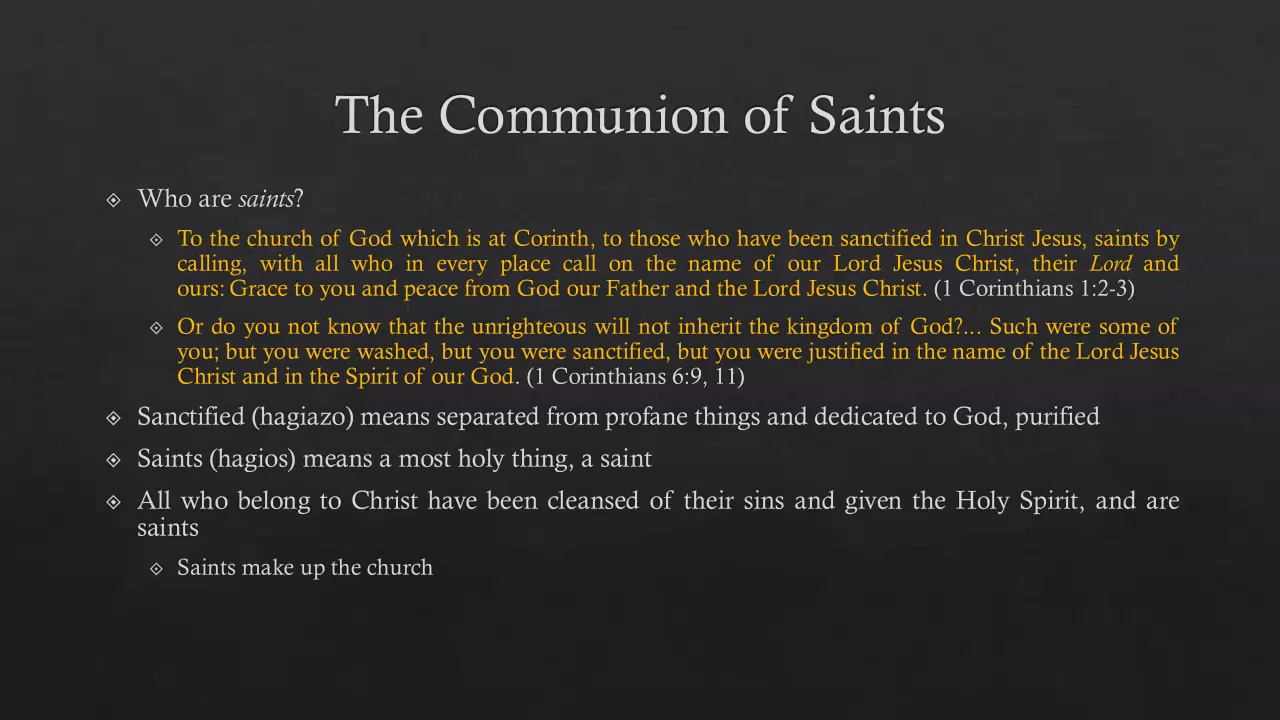 The Communion of Saints
Who are saints?
To the church of God which is at Corinth, to those who have been sanctified in Christ Jesus, saints by
calling, with all who in every place call on the name of our Lord Jesus Christ, their Lord and
ours: Grace to you and peace from God our Father and the Lord Jesus Christ. (1 Corinthians 1:2-3)
Or do you not know that the unrighteous will not inherit the kingdom of God?... Such were some of
you; but you were washed, but you were sanctified, but you were justified in the name of the Lord Jesus
Christ and in the Spirit of our God. (1 Corinthians 6:9, 11)
Sanctified (hagiazo) means separated from profane things and dedicated to God, purified
Saints (hagios) means a most holy thing, a saint
All who belong to Christ have been cleansed of their sins and given the Holy Spirit, and are
saints
Saints make up the church